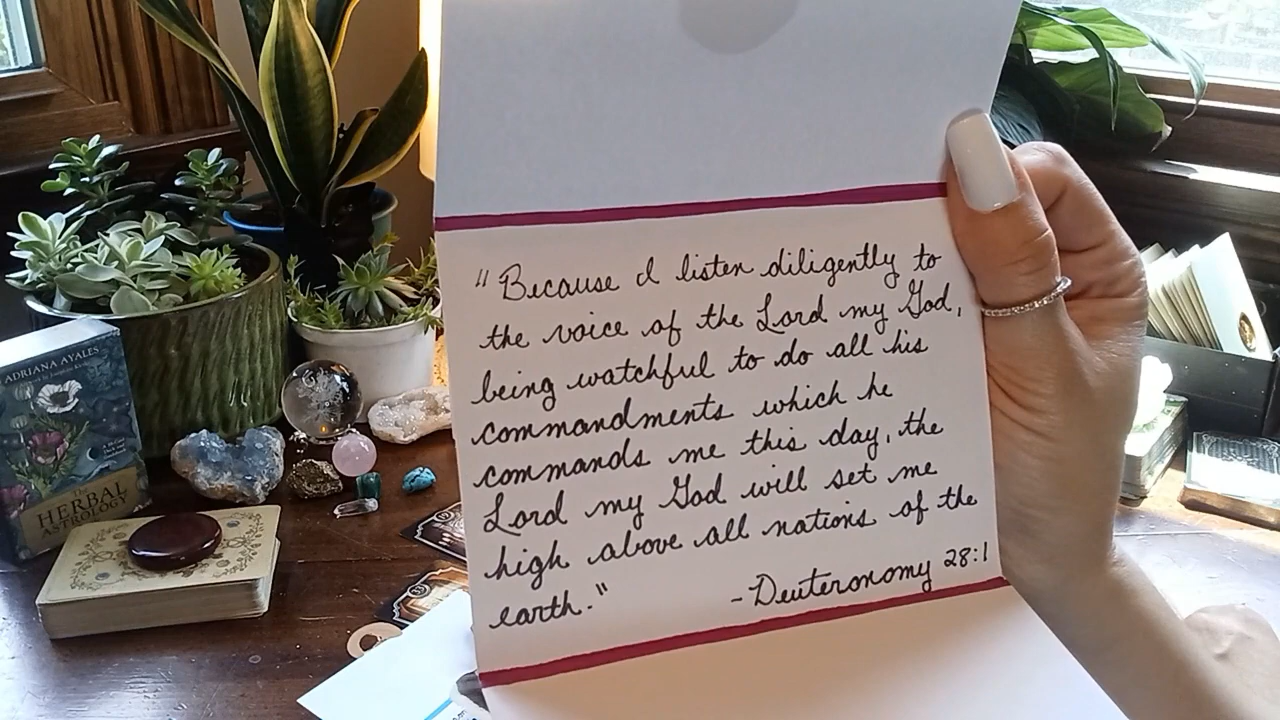 "Because I listen diligently to
the voice of the Lord my God,
being watchful to do all his
commandments which he
commands me this day, the
Lord my God will set me
high above all nations of the
earth."
-Deuteronomy 28:1
ADRIANA AYALES
THE
HERBAL
ASTROLOGY